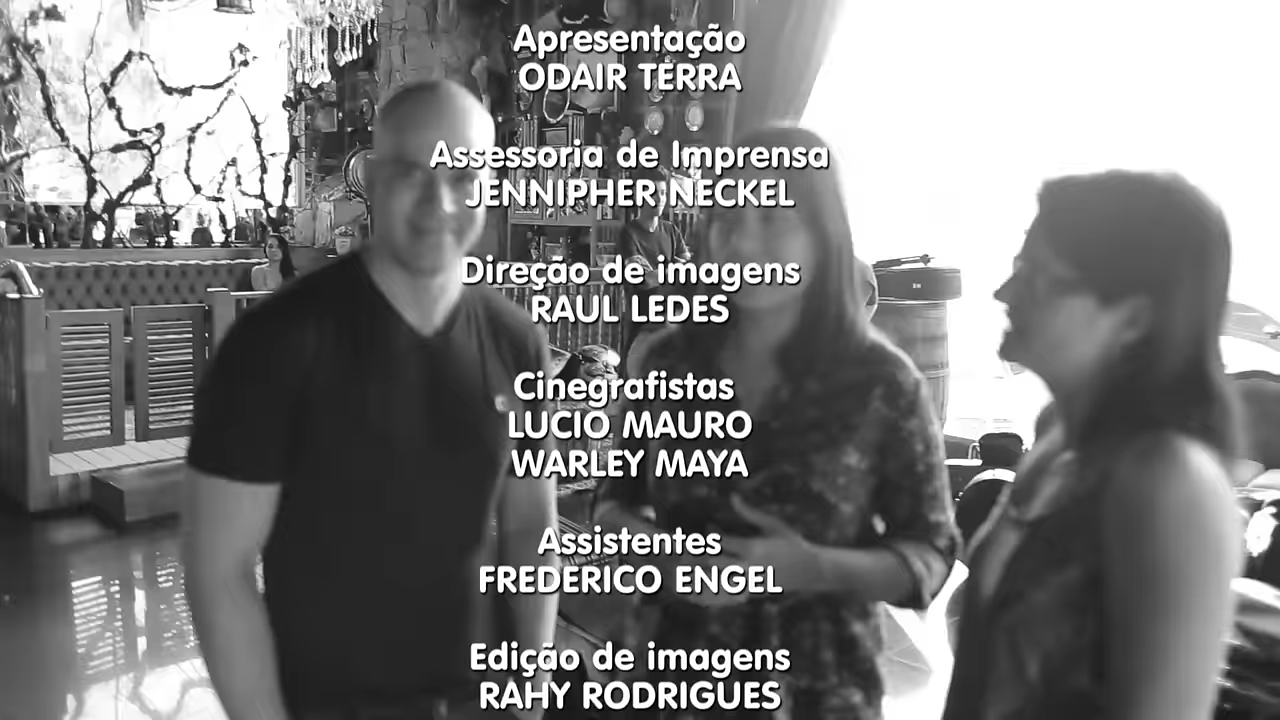 Apresentação
ODAIR TERRA
Assessoria de Imprensa
JENNIPHER NECKEL
Direção de imagens
RAUL LEDES
Cinegrafistas
LUCIO MAURO
WARLEY MAYA
Assistentes
FREDERICO ENGEL
Edição de imagens
RAHY RODRIGUES